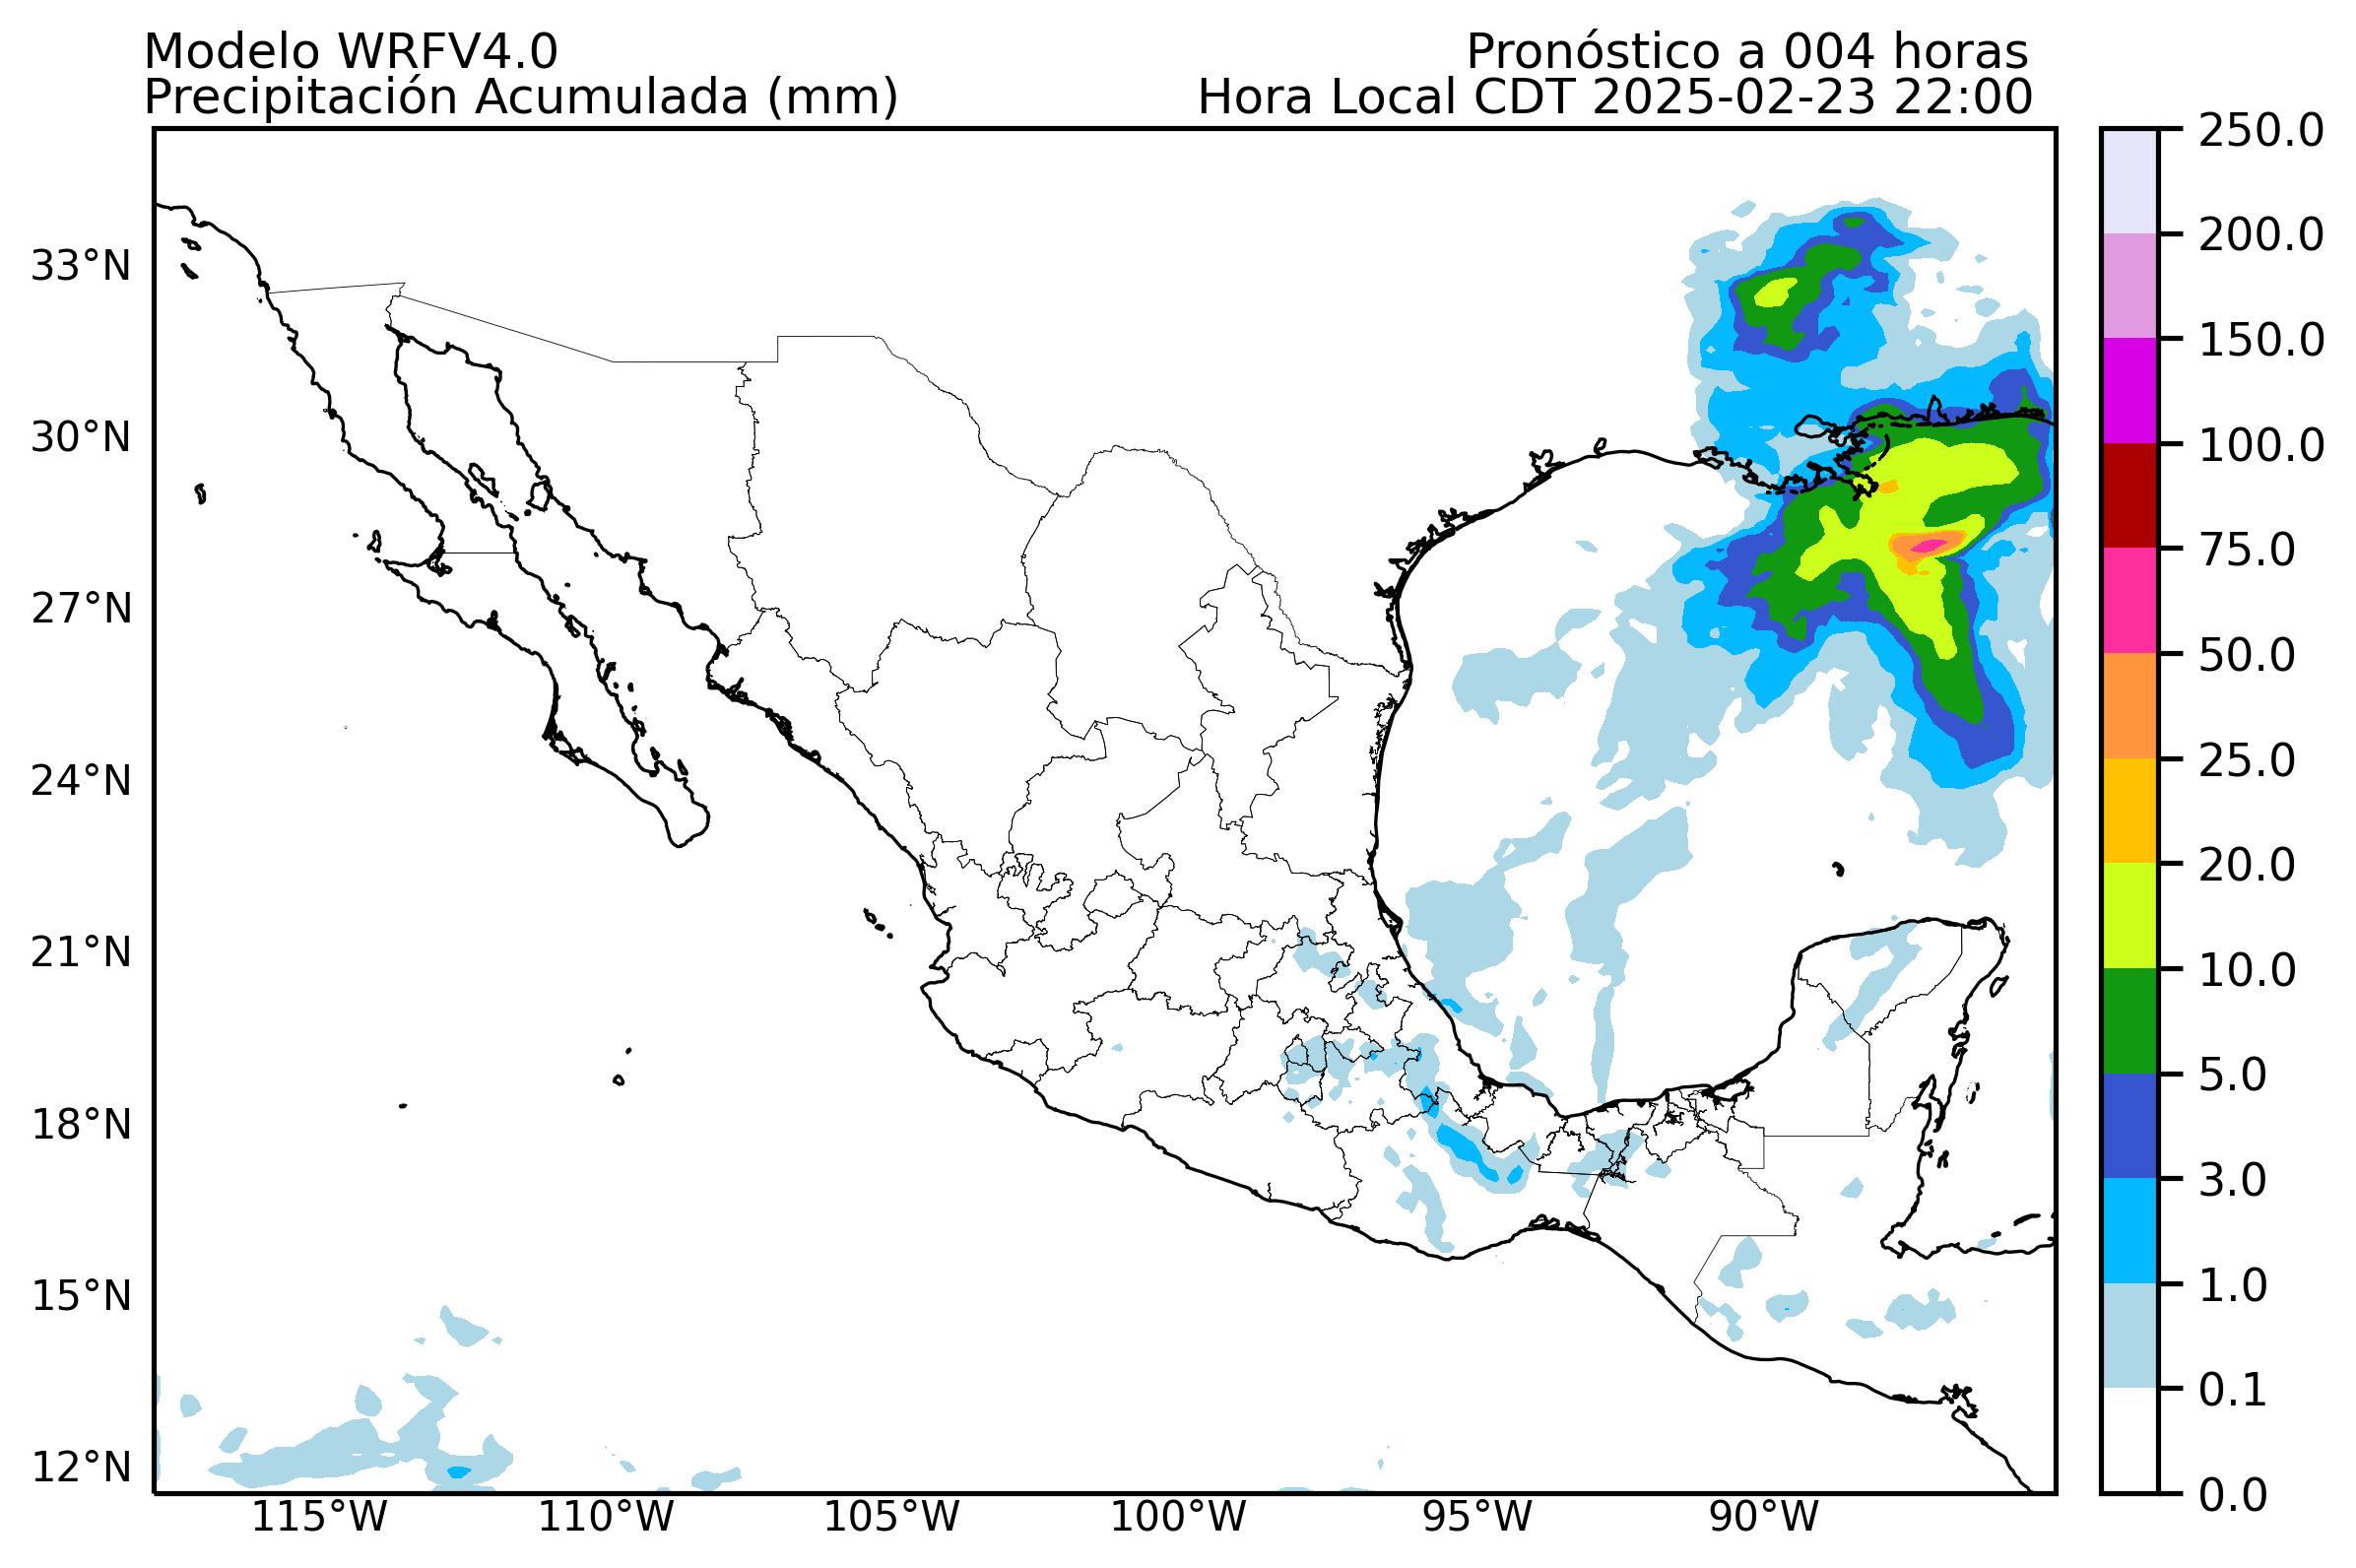 Modelo WRFV4.0
Pronóstico a 004 horas
Precipitación Acumulada (mm)
Hora Local CDT 2025-02-23 22:00
250.0
200.0
150.0
100.0
75.0
50.0
25.0
20.0
10.0
5.0
3.0
1.0
0.1
0.0
33°N
30°N
27°N
24°N
21°N
18°N
15°N
12°N
115°W
110°W
105°W
100°W
95°W
90°W